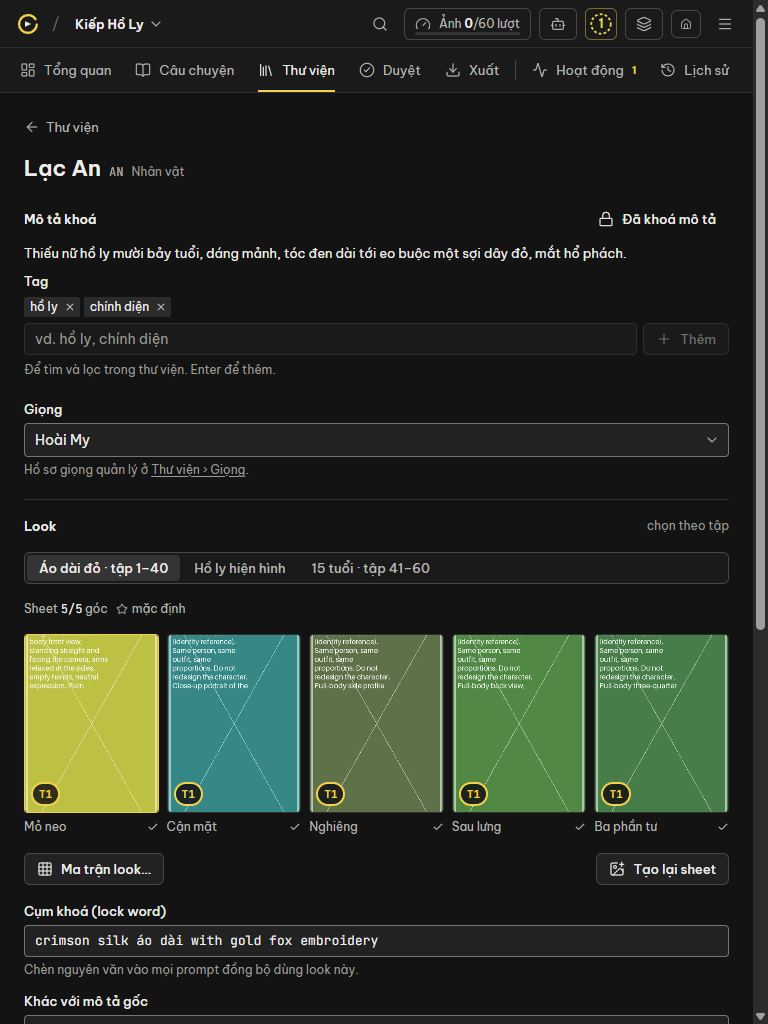 / Kiếp Hồ Ly
Ảnh 0/60 lượt
1
Tổng quan
Câu chuyện
Thư viện
Duyệt
Xuất
Hoạt động 1
Lịch sử
← Thư viện
Lạc An AN Nhân vật
Mô tả khoá
Đã khoá mô tả
Thiếu nữ hồ ly mười bảy tuổi, dáng mảnh, tóc đen dài tới eo buộc một sợi dây đỏ, mắt hổ phách.
Tag
hồ ly ×
chính diện ×
vd. hồ ly, chính diện
+ Thêm
Để tìm và lọc trong thư viện. Enter để thêm.
Giọng
Hoài My
Hồ sơ giọng quản lý ở Thư viện › Giọng.
Look
chọn theo tập
Áo dài đỏ · tập 1–40
Hồ ly hiện hình
15 tuổi · tập 41–60
Sheet 5/5 góc ☆ mặc định
body front view,
standing straight and
facing the camera, arms
relaxed at the sides,
empty hands, neutral
expression. Plain
T1
Mỏ neo ✓
(identity reference).
Same person, same
outfit, same
proportions. Do not
redesign the character.
Close-up portrait of the
T1
Cận mặt ✓
(identity reference).
Same person, same
outfit, same
proportions. Do not
redesign the character.
Full-body side profile
T1
Nghiêng ✓
(identity reference).
Same person, same
outfit, same
proportions. Do not
redesign the character.
Full-body back view,
T1
Sau lưng ✓
(identity reference).
Same person, same
outfit, same
proportions. Do not
redesign the character.
Full-body three-quarter
T1
Ba phần tư ✓
Ma trận look...
Tạo lại sheet
Cụm khoá (lock word)
crimson silk áo dài with gold fox embroidery
Chèn nguyên văn vào mọi prompt đồng bộ dùng look này.
Khác với mô tả gốc